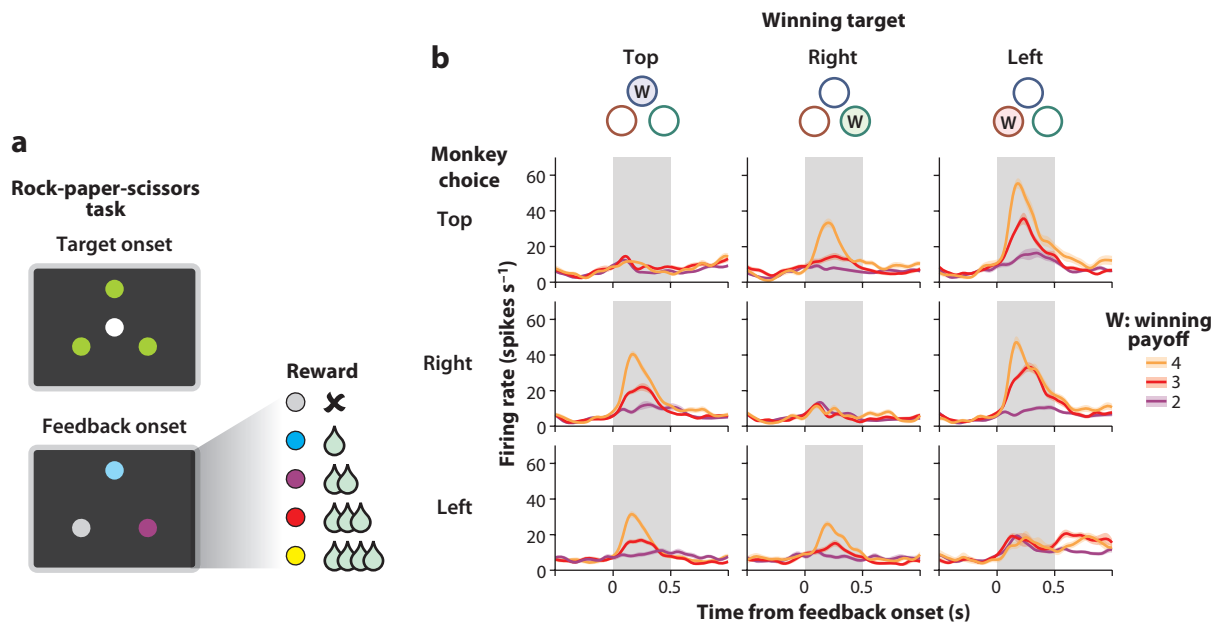 a
Rock-paper-scissors
task
Target onset
Feedback onset
Reward
b
Winning target
Top
Right
Left
W
W
W
Monkey
choice
Top
Right
Left
Firing rate (spikes s⁻¹)
60
40
20
0
60
40
20
0
60
40
20
0
0
0.5
0
0.5
0
0.5
Time from feedback onset (s)
W: winning
payoff
4
3
2